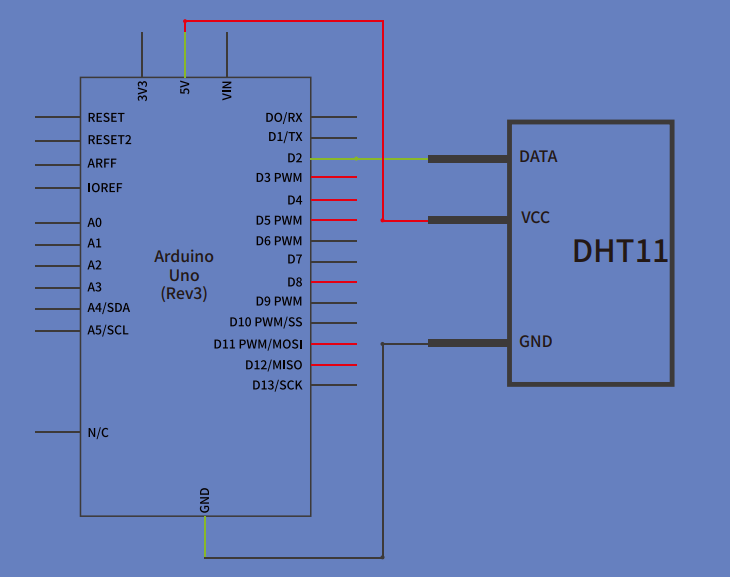 3V3
5V
VIN
RESET
RESET2
ARFF
IOREF
A0
A1
A2
A3
A4/SDA
A5/SCL
N/C
Arduino
Uno
(Rev3)
DO/RX
D1/TX
D2
D3 PWM
D4
D5 PWM
D6 PWM
D7
D8
D9 PWM
D10 PWM/SS
D11 PWM/MOSI
D12/MISO
D13/SCK
GND
DATA
VCC
DHT11
GND